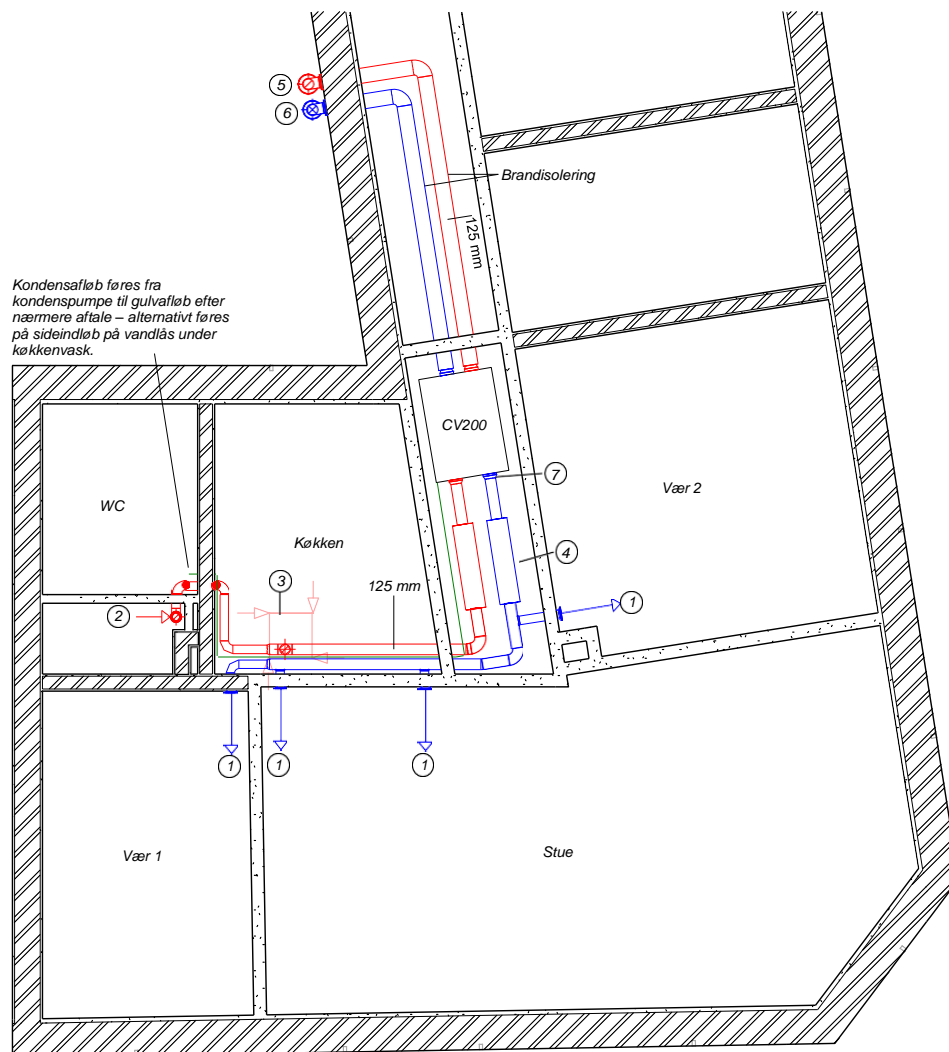 5
6
Brandisolering
125 mm
Kondensafløb føres fra
kondenspumpe til gulvafløb efter
nærmere aftale – alternativt føres
på sideindløb på vandlås under
køkkenvask.
CV200
7
Vær 2
WC
Køkken
4
3
125 mm
1
2
1
1
1
Vær 1
Stue